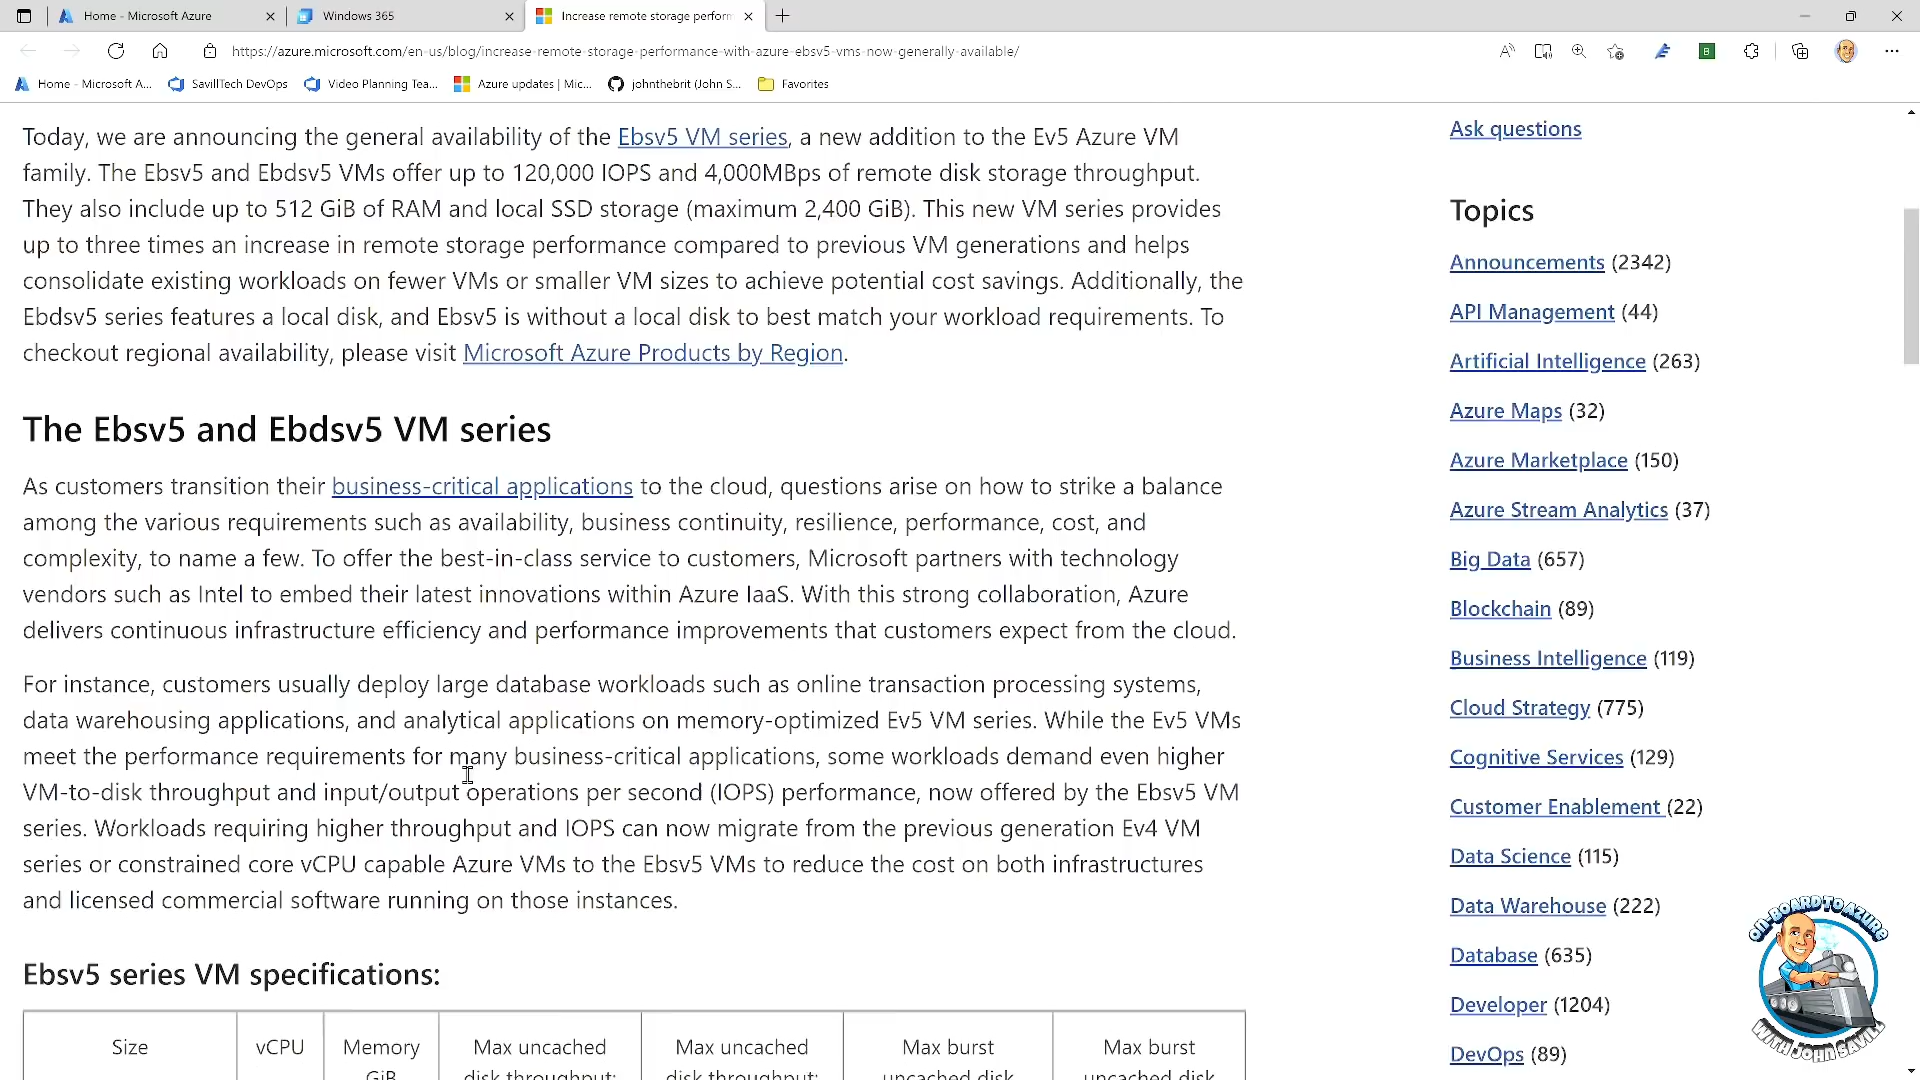 Home - Microsoft Azure
Windows 365
Increase remote storage perform
https://azure.microsoft.com/en-us/blog/increase-remote-storage-performance-with-azure-ebsv5-vms-now-generally-available/
Home - Microsoft A...
SavillTech DevOps
Video Planning Tea...
Azure updates | Mic...
johnthebrit (John S...
Favorites
Today, we are announcing the general availability of the Ebsv5 VM series, a new addition to the Ev5 Azure VM
family. The Ebsv5 and Ebdsv5 VMs offer up to 120,000 IOPS and 4,000MBps of remote disk storage throughput.
They also include up to 512 GiB of RAM and local SSD storage (maximum 2,400 GiB). This new VM series provides
up to three times an increase in remote storage performance compared to previous VM generations and helps
consolidate existing workloads on fewer VMs or smaller VM sizes to achieve potential cost savings. Additionally, the
Ebdsv5 series features a local disk, and Ebsv5 is without a local disk to best match your workload requirements. To
checkout regional availability, please visit Microsoft Azure Products by Region.
The Ebsv5 and Ebdsv5 VM series
As customers transition their business-critical applications to the cloud, questions arise on how to strike a balance
among the various requirements such as availability, business continuity, resilience, performance, cost, and
complexity, to name a few. To offer the best-in-class service to customers, Microsoft partners with technology
vendors such as Intel to embed their latest innovations within Azure IaaS. With this strong collaboration, Azure
delivers continuous infrastructure efficiency and performance improvements that customers expect from the cloud.
For instance, customers usually deploy large database workloads such as online transaction processing systems,
data warehousing applications, and analytical applications on memory-optimized Ev5 VM series. While the Ev5 VMs
meet the performance requirements for many business-critical applications, some workloads demand even higher
VM-to-disk throughput and input/output operations per second (IOPS) performance, now offered by the Ebsv5 VM
series. Workloads requiring higher throughput and IOPS can now migrate from the previous generation Ev4 VM
series or constrained core vCPU capable Azure VMs to the Ebsv5 VMs to reduce the cost on both infrastructures
and licensed commercial software running on those instances.
Ebsv5 series VM specifications:
Size
vCPU
Memory
GiB
Max uncached
disk throughput:
Max uncached
disk throughput:
Max burst
uncached disk
Max burst
uncached disk
Ask questions
Topics
Announcements (2342)
API Management (44)
Artificial Intelligence (263)
Azure Maps (32)
Azure Marketplace (150)
Azure Stream Analytics (37)
Big Data (657)
Blockchain (89)
Business Intelligence (119)
Cloud Strategy (775)
Cognitive Services (129)
Customer Enablement (22)
Data Science (115)
Data Warehouse (222)
Database (635)
Developer (1204)
DevOps (89)
ON-BOARD TO AZURE
WITH JOHN SAVILL